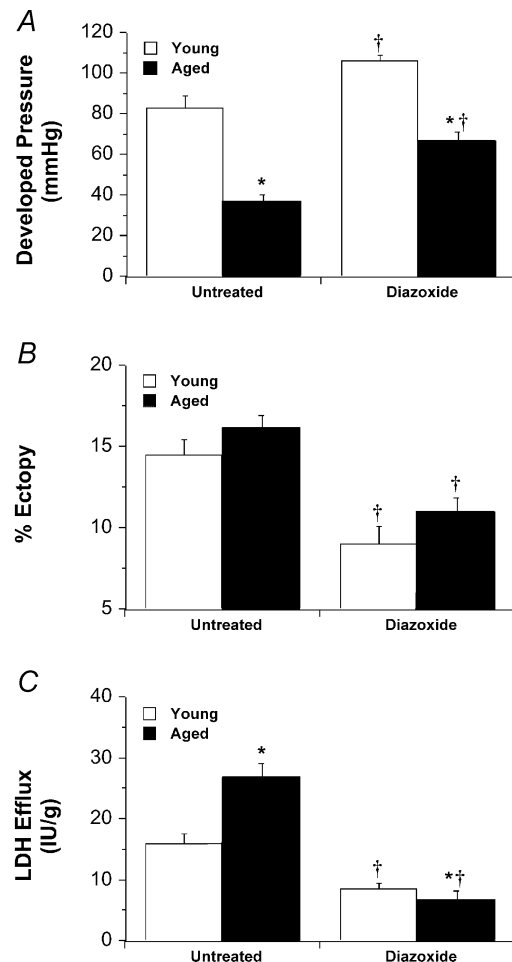 A
Developed Pressure
(mmHg)
120
100
80
60
40
20
0
Young
Aged
*
†
* †
Untreated
Diazoxide
B
% Ectopy
20
15
10
5
Young
Aged
†
†
Untreated
Diazoxide
C
LDH Efflux
(IU/g)
40
30
20
10
0
Young
Aged
*
†
*†
Untreated
Diazoxide